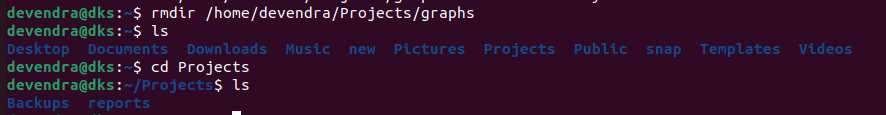 devendra@dks:~$ rmdir /home/devendra/Projects/graphs
devendra@dks:~$ ls
Desktop Documents Downloads Music new Pictures Projects Public snap Templates Videos
devendra@dks:~$ cd Projects
devendra@dks:~/Projects$ ls
Backups reports